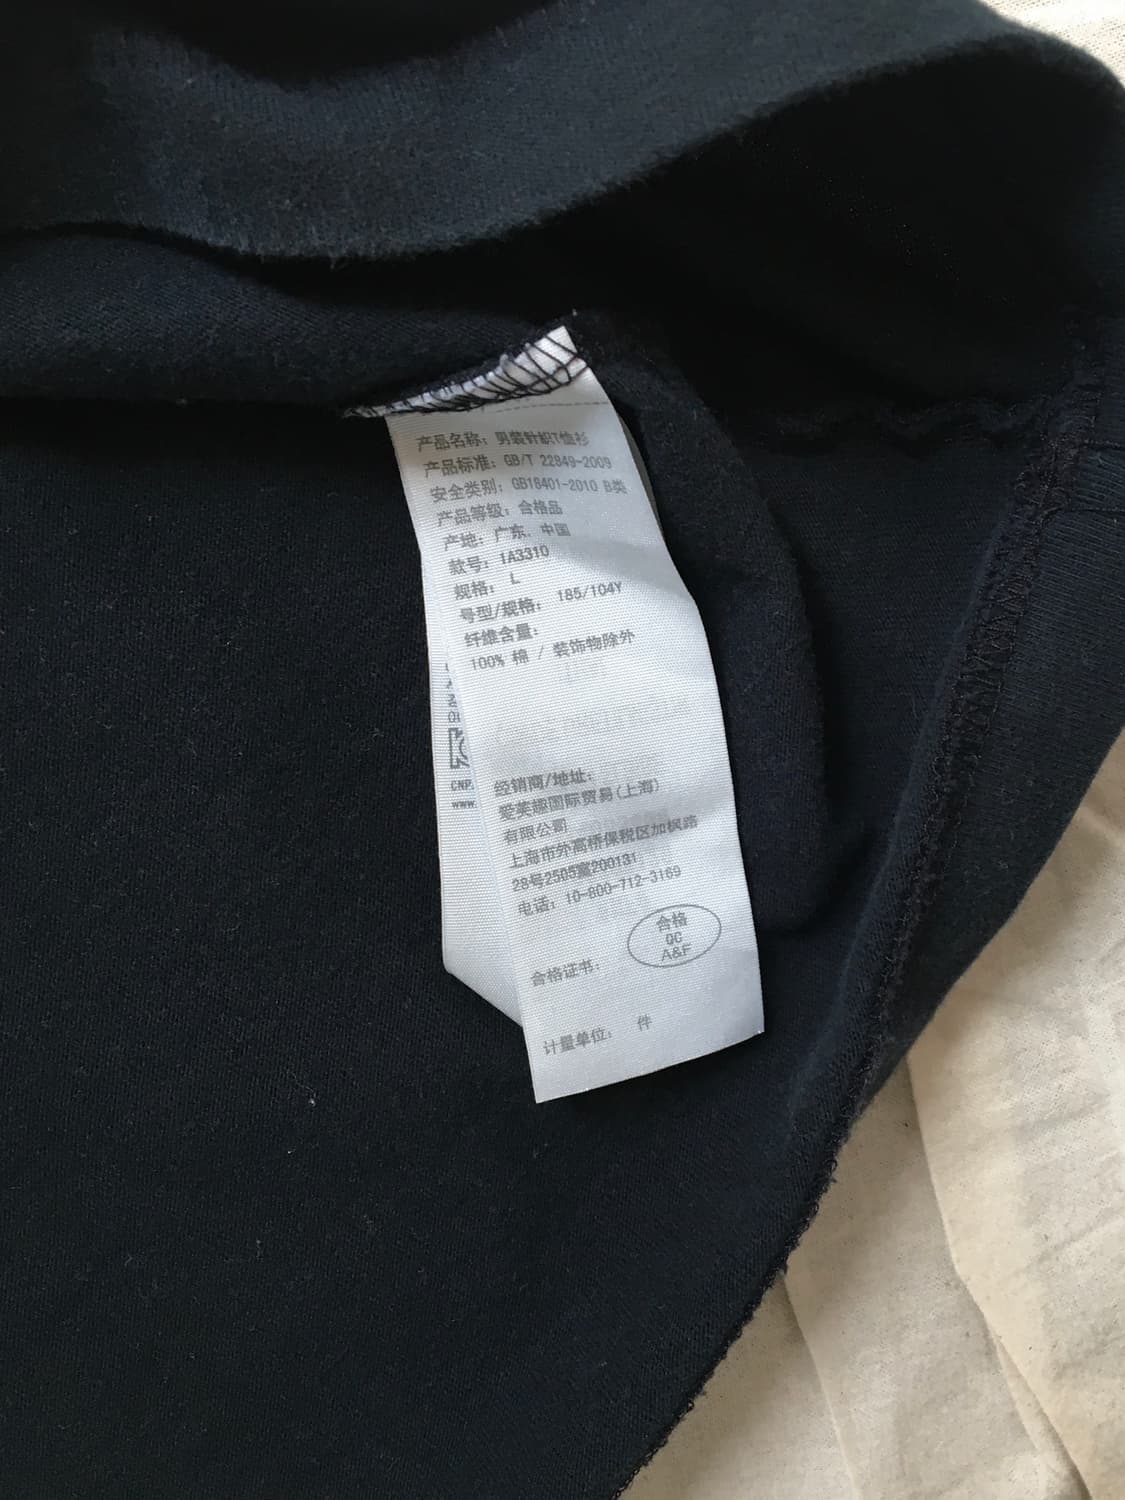 产品名称: 男装针织T恤衫
产品标准: GB/T 22849-2009
安全类别: GB18401-2010 B类
产品等级: 合格品
产地: 广东, 中国
款号: IA3310
规格: L
号型/规格: 185/104Y
纤维含量:
100% 棉 / 装饰物除外
经销商/地址:
爱芙趣国际贸易(上海)
有限公司
上海市外高桥保税区加枫路
28号2505室200131
电话: 10-800-712-3169
合格
QC
A&F
合格证书:
计量单位: 件
CNP
www.